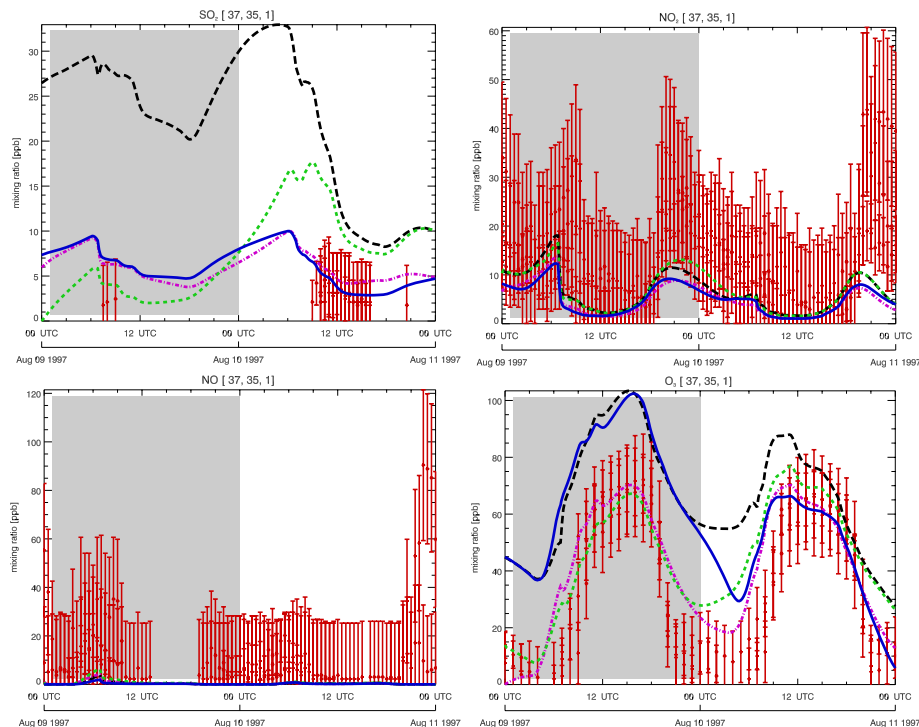 SO₂ [ 37, 35, 1]
mixing ratio [ppb]
30
25
20
15
10
5
0
00 UTC
12 UTC
00 UTC
12 UTC
00 UTC
Aug 09 1997
Aug 10 1997
Aug 11 1997
NO₂ [ 37, 35, 1]
mixing ratio [ppb]
60
50
40
30
20
10
0
00 UTC
12 UTC
00 UTC
12 UTC
00 UTC
Aug 09 1997
Aug 10 1997
Aug 11 1997
NO [ 37, 35, 1]
mixing ratio [ppb]
120
100
80
60
40
20
0
00 UTC
12 UTC
00 UTC
12 UTC
00 UTC
Aug 09 1997
Aug 10 1997
Aug 11 1997
O₃ [ 37, 35, 1]
mixing ratio [ppb]
100
80
60
40
20
0
00 UTC
12 UTC
00 UTC
12 UTC
00 UTC
Aug 09 1997
Aug 10 1997
Aug 11 1997